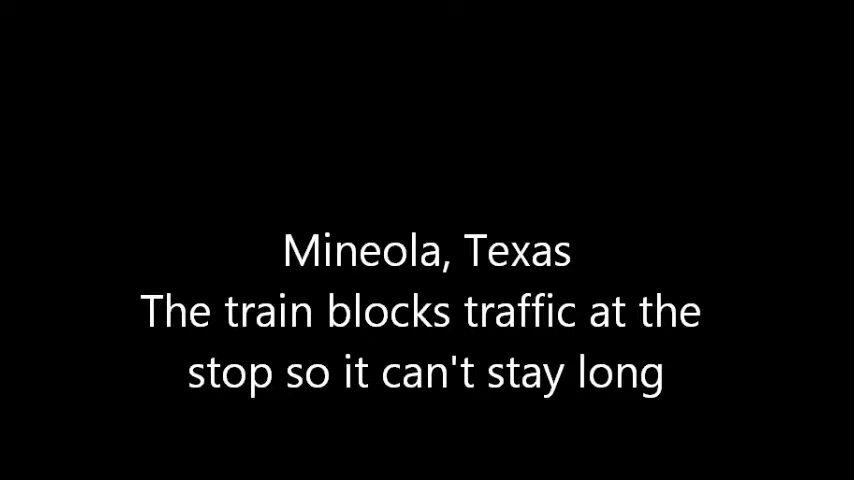 Mineola, Texas
The train blocks traffic at the
stop so it can't stay long